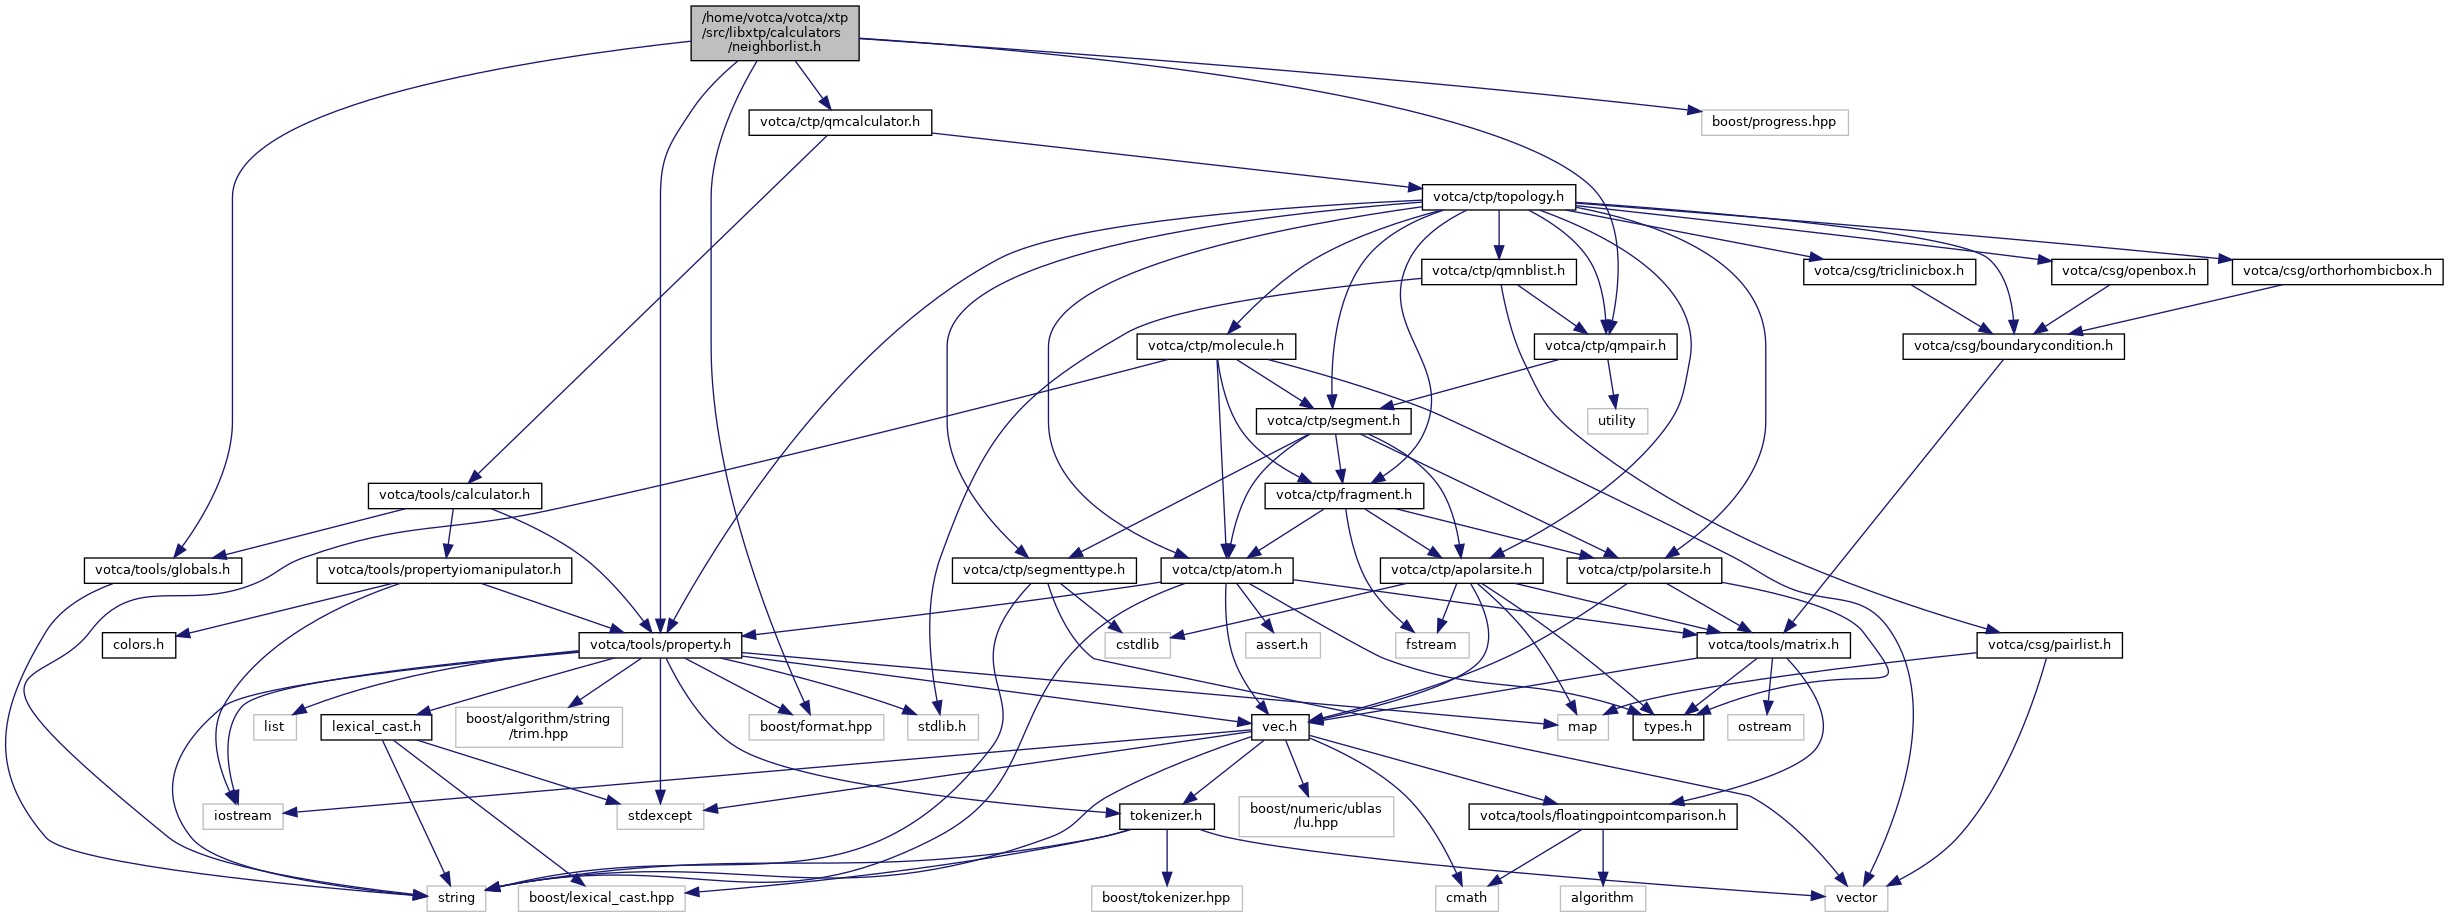 /home/votca/votca/xtp
/src/libxtp/calculators
/neighborlist.h
votca/ctp/qmcalculator.h
boost/progress.hpp
votca/ctp/topology.h
votca/ctp/qmnblist.h
votca/csg/triclinicbox.h
votca/csg/openbox.h
votca/csg/orthorhombicbox.h
votca/ctp/molecule.h
votca/ctp/qmpair.h
votca/csg/boundarycondition.h
votca/ctp/segment.h
utility
votca/tools/calculator.h
votca/ctp/fragment.h
votca/tools/globals.h
votca/tools/propertyiomanipulator.h
votca/ctp/segmenttype.h
votca/ctp/atom.h
votca/ctp/apolarsite.h
votca/ctp/polarsite.h
colors.h
votca/tools/property.h
cstdlib
assert.h
fstream
votca/tools/matrix.h
votca/csg/pairlist.h
list
lexical_cast.h
boost/algorithm/string
/trim.hpp
boost/format.hpp
stdlib.h
vec.h
map
types.h
ostream
iostream
stdexcept
tokenizer.h
boost/numeric/ublas
/lu.hpp
votca/tools/floatingpointcomparison.h
string
boost/lexical_cast.hpp
boost/tokenizer.hpp
cmath
algorithm
vector